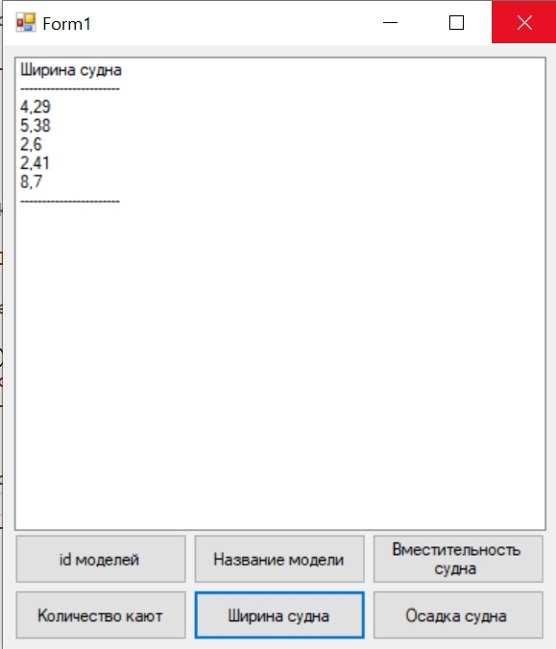 Form1
Ширина судна
-----------------------
4,29
5,38
2,6
2,41
8,7
-----------------------
id моделей
Название модели
Вместительность
судна
Количество кают
Ширина судна
Осадка судна